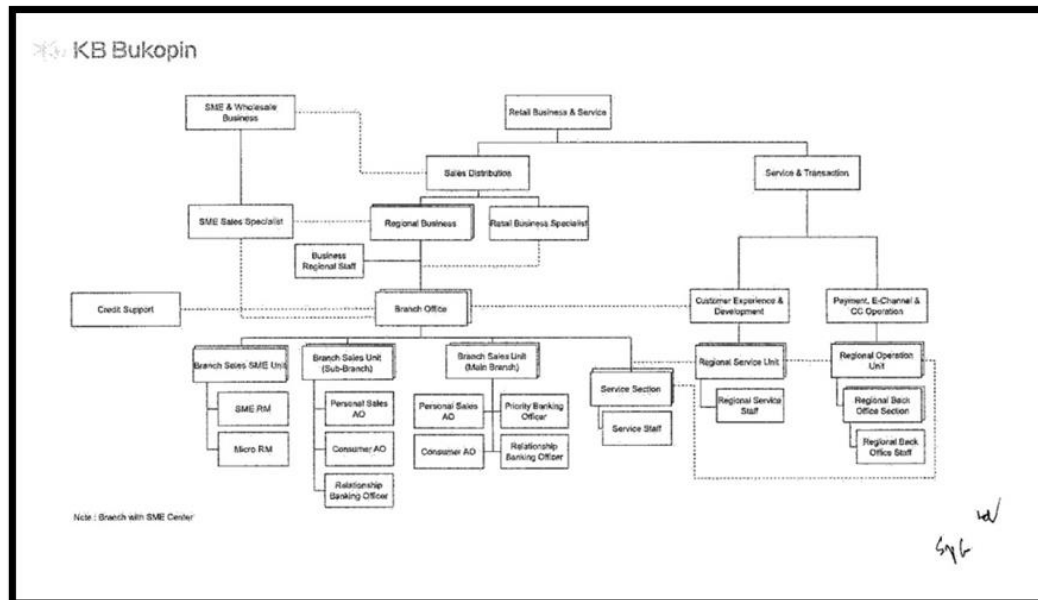 KB Bukopin
SME & Wholesale
Business
Retail Business & Service
Sales Distribution
Service & Transaction
SME Sales Specialist
Regional Business
Retail Business Specialist
Business
Regional Staff
Credit Support
Branch Office
Customer Experience &
Development
Payment, E-Channel &
CC Operation
Branch Sales SME Unit
Branch Sales Unit
(Sub-Branch)
Branch Sales Unit
(Main Branch)
Service Section
Regional Service Unit
Regional Operation
Unit
SME RM
Micro RM
Personal Sales
AO
Consumer AO
Relationship
Banking Officer
Personal Sales
AO
Priority Banking
Officer
Consumer AO
Relationship
Banking Officer
Service Staff
Regional Service
Staff
Regional Back
Office Section
Regional Back
Office Staff
Note : Branch with SME Center